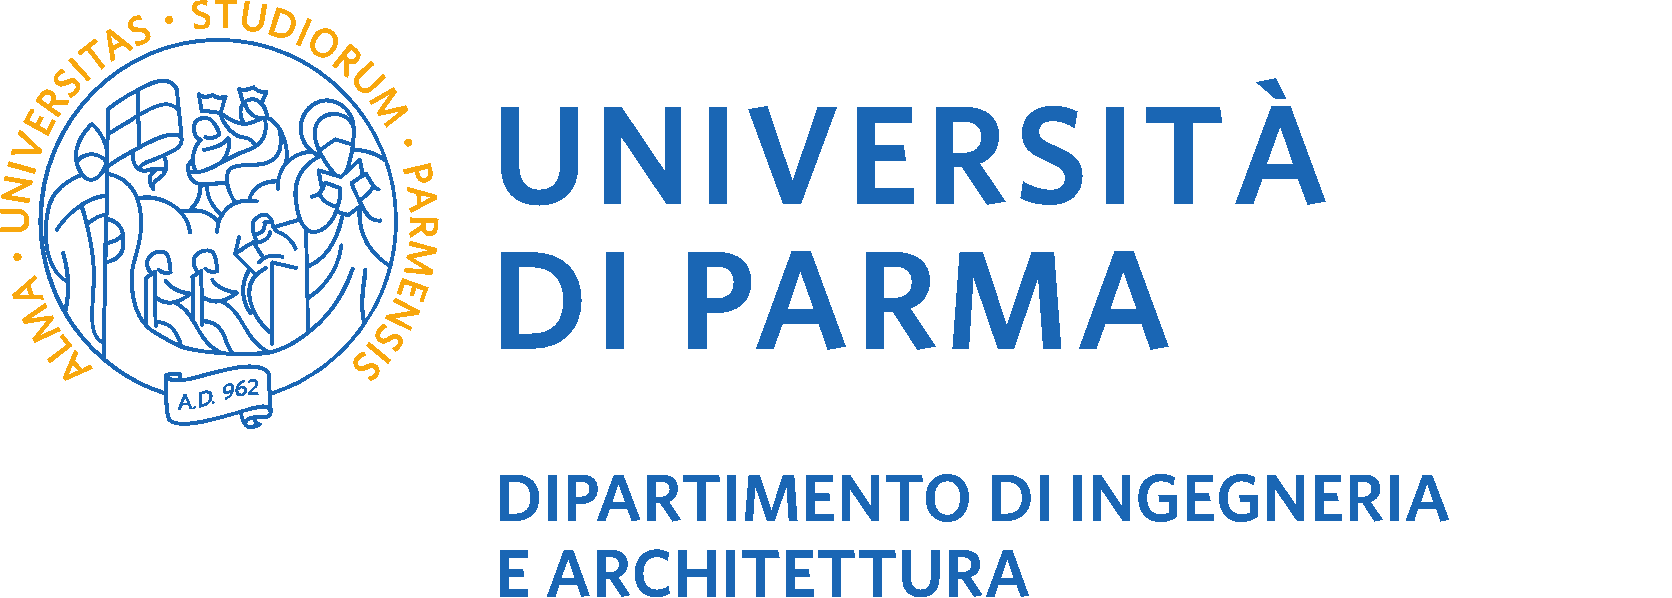 ALMA · UNIVERSITAS · STUDIORUM · PARMENSIS
A.D. 962
UNIVERSITÀ
DI PARMA
DIPARTIMENTO DI INGEGNERIA
E ARCHITETTURA